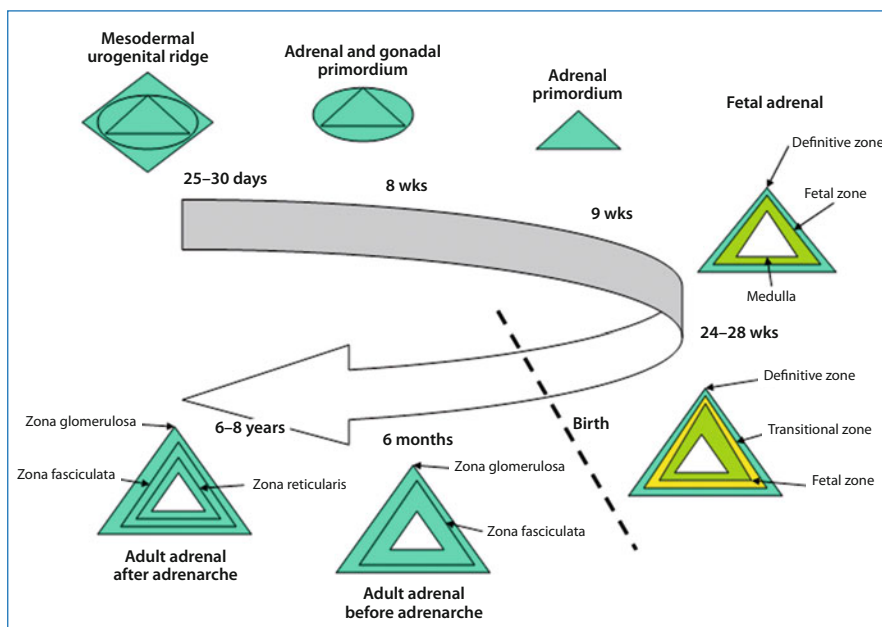 Mesodermal
urogenital ridge
Adrenal and gonadal
primordium
Adrenal
primordium
Fetal adrenal
Definitive zone
Fetal zone
Medulla
25–30 days
8 wks
9 wks
24–28 wks
Definitive zone
Transitional zone
Fetal zone
Birth
6 months
Zona glomerulosa
Zona fasciculata
Adult adrenal
before adrenarche
6–8 years
Zona glomerulosa
Zona fasciculata
Zona reticularis
Adult adrenal
after adrenarche